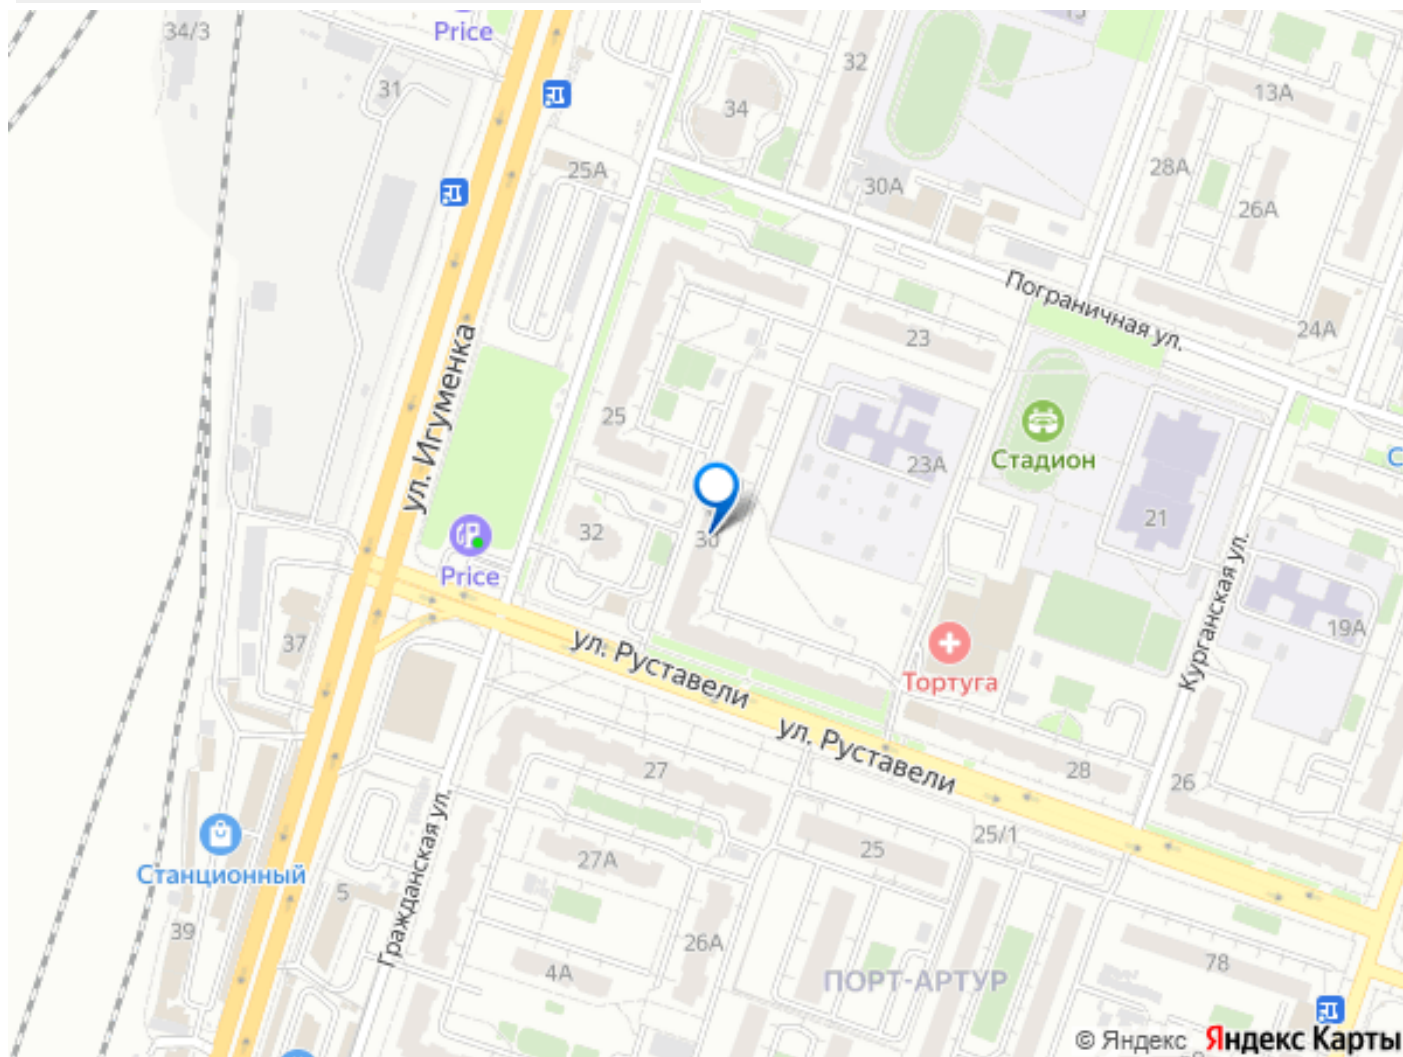 34/3
Price
31
32
34
13А
25А
28А
30А
26А
Пограничная ул.
24А
23
ул. Игуменка
25
23А
Стадион
32
30
21
Price
Курганская ул.
37
19А
ул. Руставели
Тортуга
ул. Руставели
27
28
26
25/1
Станционный
27А
25
5
Гражданская ул.
39
26А
4А
ПОРТ-АРТУР
78
© Яндекс Яндекс Карты